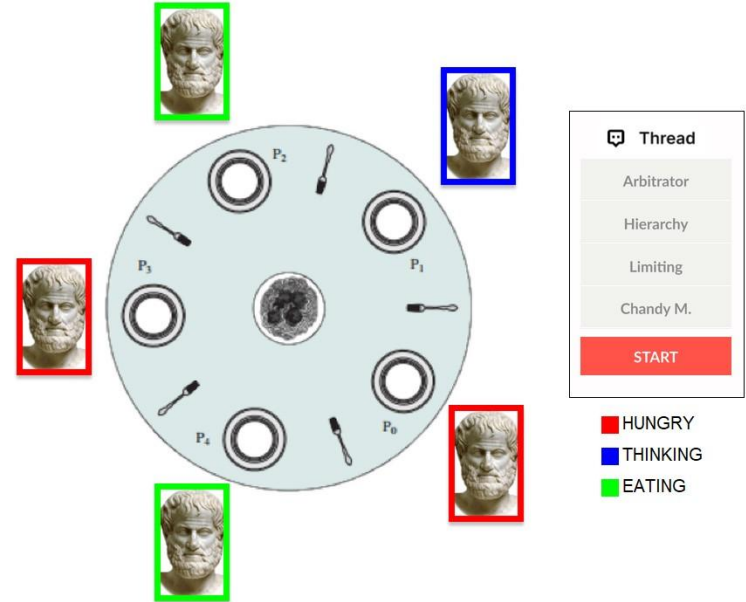 P2
P1
P3
P4
P0
Thread
Arbitrator
Hierarchy
Limiting
Chandy M.
START
HUNGRY
THINKING
EATING